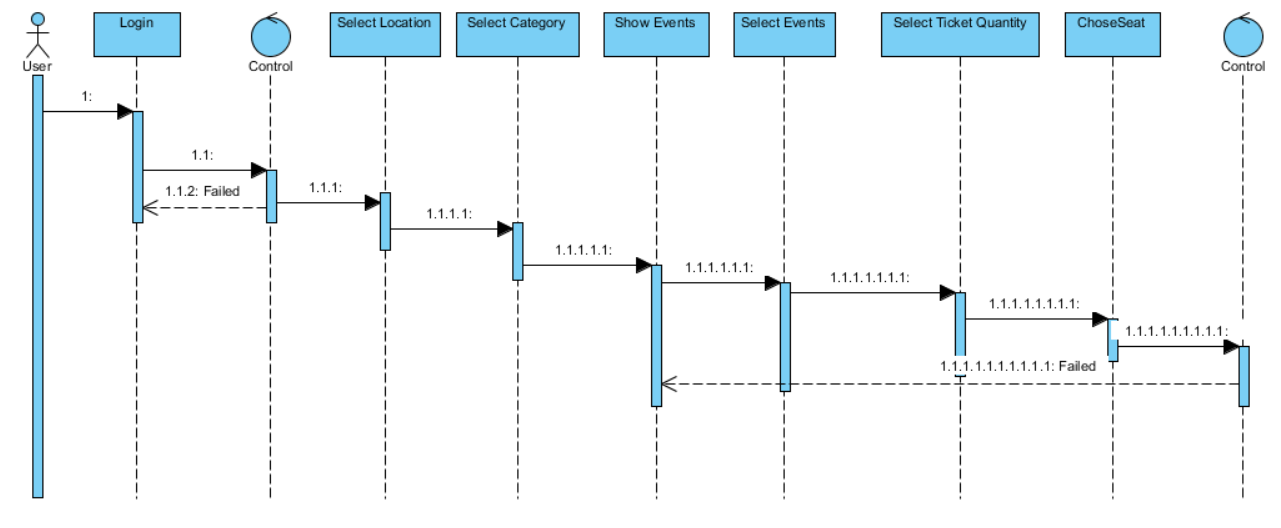 Login
Select Location
Select Category
Show Events
Select Events
Select Ticket Quantity
ChoseSeat
User
Control
Control
1:
1.1:
1.1.2: Failed
1.1.1:
1.1.1.1:
1.1.1.1.1:
1.1.1.1.1.1:
1.1.1.1.1.1.1:
1.1.1.1.1.1.1.1:
1.1.1.1.1.1.1.1.1:
1.1.1.1.1.1.1.1.1.1: Failed